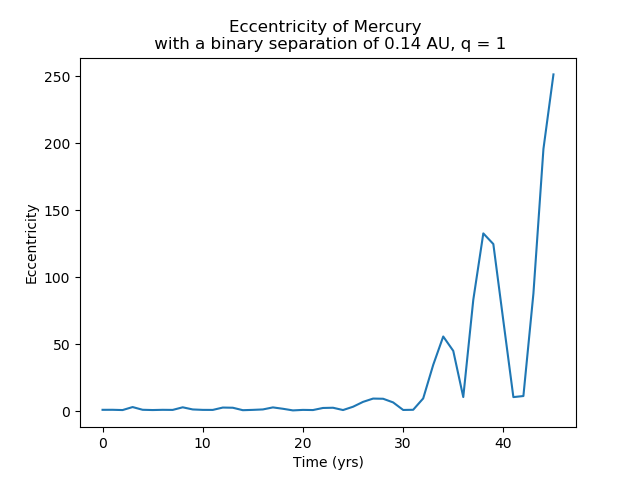 Eccentricity of Mercury
with a binary separation of 0.14 AU, q = 1
Eccentricity
250
200
150
100
50
0
0 10 20 30 40
Time (yrs)